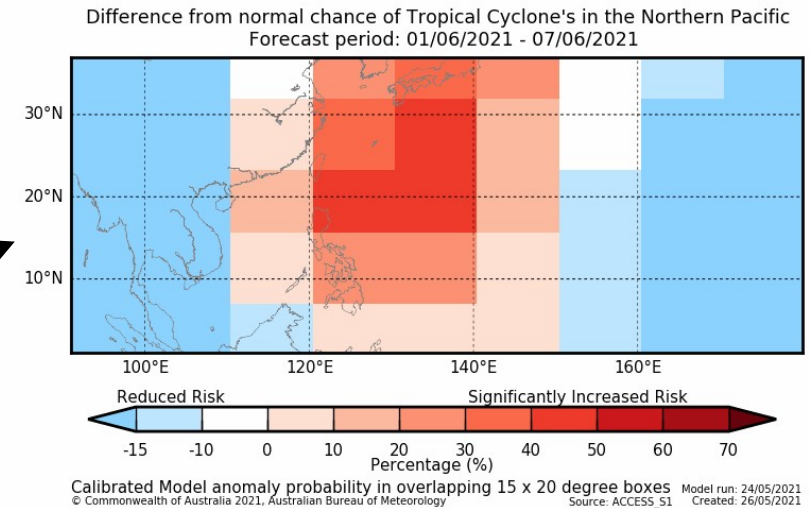 Difference from normal chance of Tropical Cyclone's in the Northern Pacific
Forecast period: 01/06/2021 - 07/06/2021
30°N
20°N
10°N
100°E 120°E 140°E 160°E
Reduced Risk Significantly Increased Risk
-15 -10 0 10 20 30 40 50 60 70
Percentage (%)
Calibrated Model anomaly probability in overlapping 15 x 20 degree boxes Model run: 24/05/2021
© Commonwealth of Australia 2021, Australian Bureau of Meteorology Source: ACCESS_S1 Created: 26/05/2021